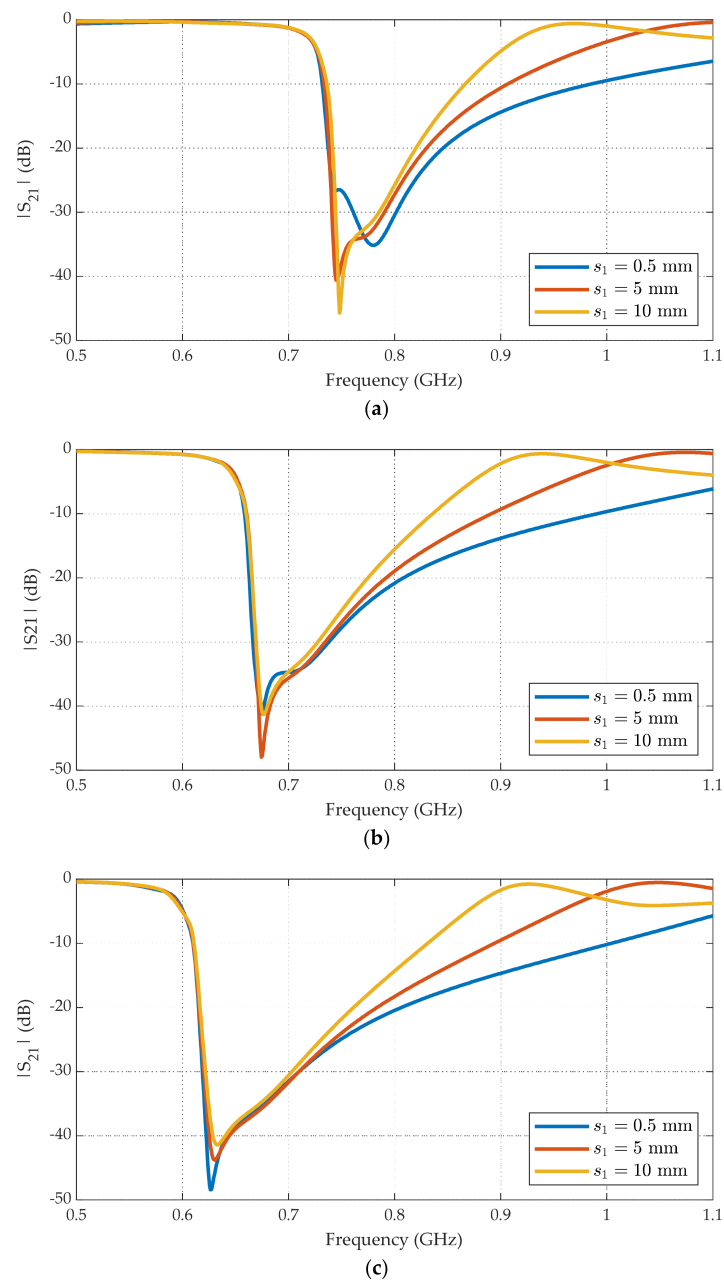 0
-10
-20
-30
-40
-50
|S21| (dB)
0.5 0.6 0.7 0.8 0.9 1 1.1
Frequency (GHz)
s1 = 0.5 mm
s1 = 5 mm
s1 = 10 mm
(a)
0
-10
-20
-30
-40
-50
|S21| (dB)
0.5 0.6 0.7 0.8 0.9 1 1.1
Frequency (GHz)
s1 = 0.5 mm
s1 = 5 mm
s1 = 10 mm
(b)
0
-10
-20
-30
-40
-50
|S21| (dB)
0.5 0.6 0.7 0.8 0.9 1 1.1
Frequency (GHz)
s1 = 0.5 mm
s1 = 5 mm
s1 = 10 mm
(c)